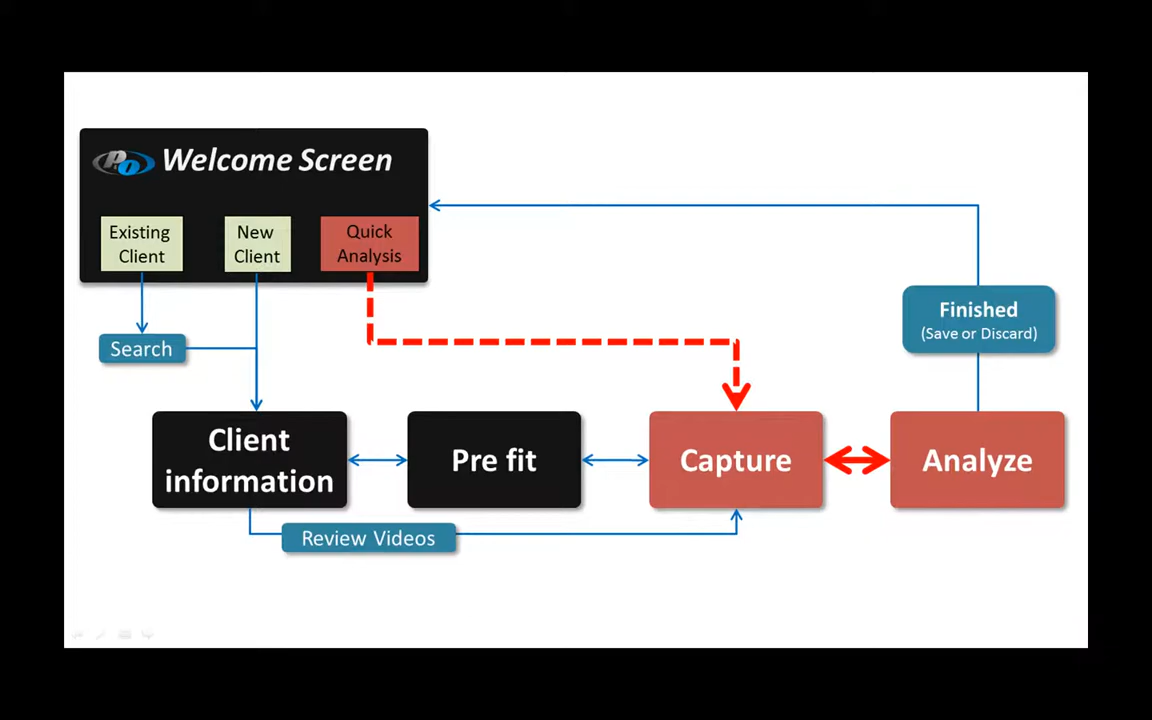 PO Welcome Screen
Existing
Client
New
Client
Quick
Analysis
Search
Finished
(Save or Discard)
Client
information
Pre fit
Capture
Analyze
Review Videos